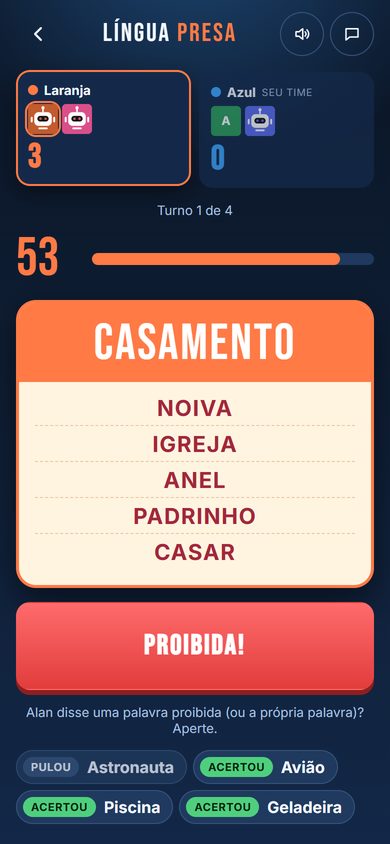 LÍNGUA PRESA
Laranja
3
A
Azul SEU TIME
0
Turno 1 de 4
53
CASAMENTO
NOIVA
IGREJA
ANEL
PADRINHO
CASAR
PROIBIDA!
Alan disse uma palavra proibida (ou a própria palavra)?
Aperte.
PULOU Astronauta
ACERTOU Avião
ACERTOU Piscina
ACERTOU Geladeira